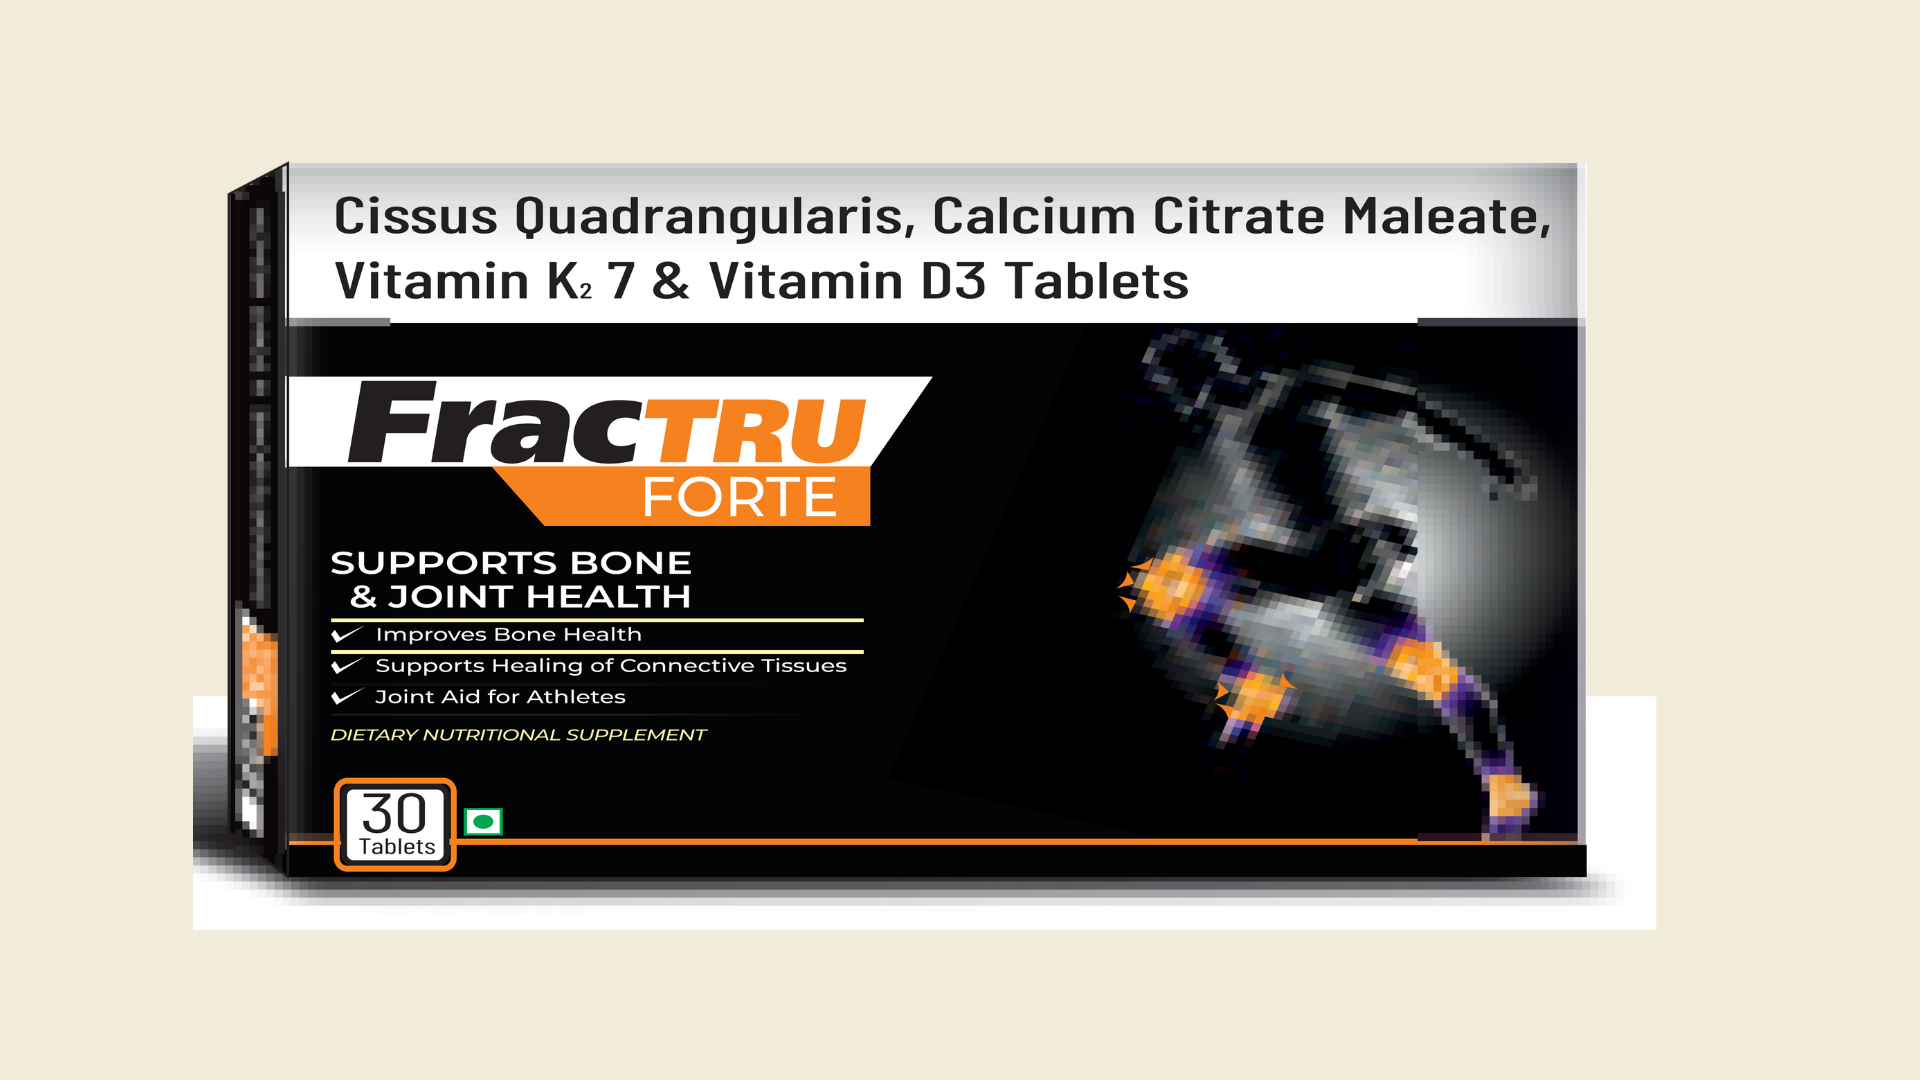 Cissus Quadrangularis, Calcium Citrate Maleate,
Vitamin K₂ 7 & Vitamin D3 Tablets
FracTRU
FORTE
SUPPORTS BONE
& JOINT HEALTH
Improves Bone Health
Supports Healing of Connective Tissues
Joint Aid for Athletes
DIETARY NUTRITIONAL SUPPLEMENT
30
Tablets